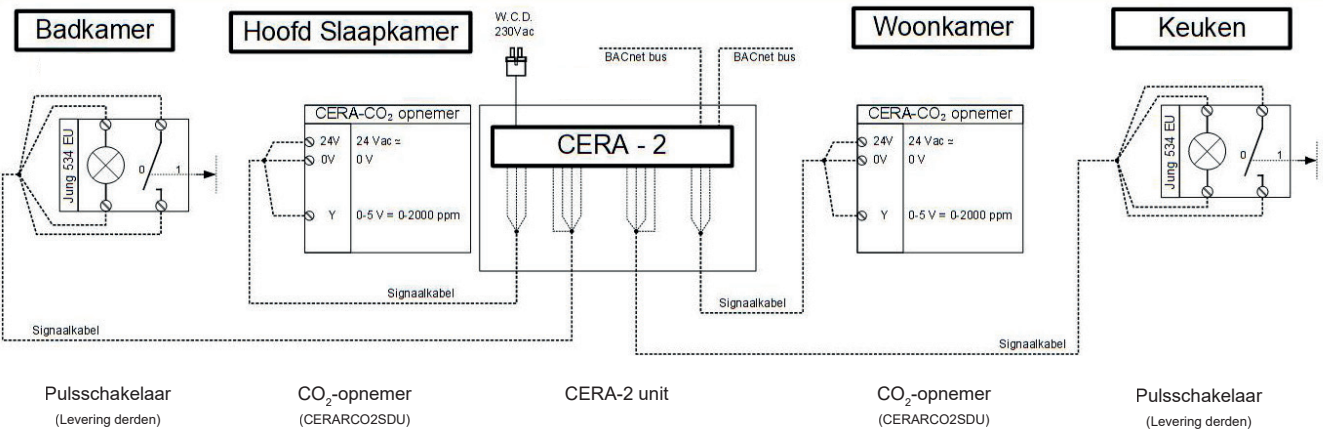 Badkamer
Hoofd Slaapkamer
W.C.D.
230Vac
Woonkamer
Keuken
BACnet bus
BACnet bus
Jung 534 EU
0
1
CERA-CO₂ opnemer
24V 24 Vac ≃
0V 0 V
Y 0-5 V = 0-2000 ppm
CERA - 2
CERA-CO₂ opnemer
24V 24 Vac ≃
0V 0 V
Y 0-5 V = 0-2000 ppm
Jung 534 EU
0
1
Signaalkabel
Signaalkabel
Signaalkabel
Signaalkabel
Pulsschakelaar
(Levering derden)
CO₂-opnemer
(CERARCO2SDU)
CERA-2 unit
CO₂-opnemer
(CERARCO2SDU)
Pulsschakelaar
(Levering derden)